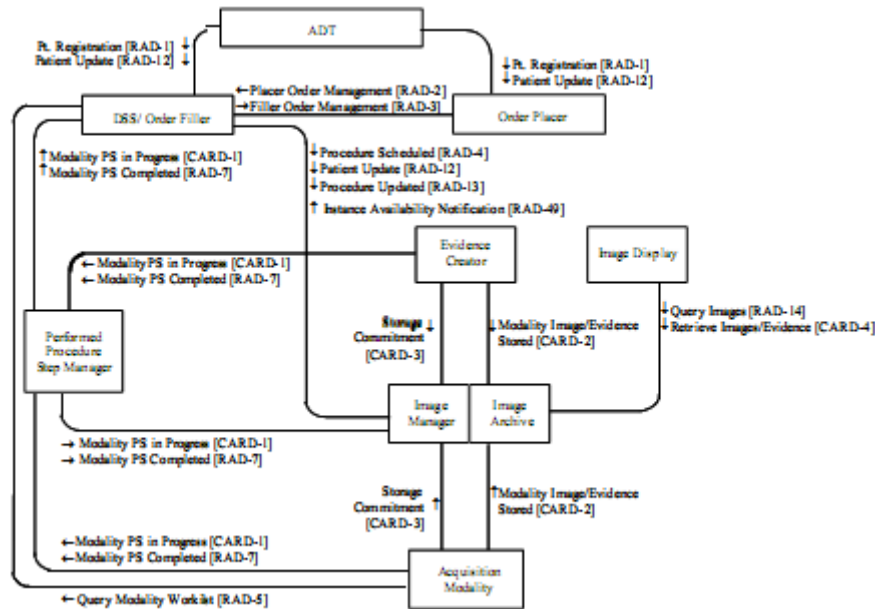 ADT
Pt. Registration [RAD-1] ↓
Patient Update [RAD-12] ↓
↓ Pt. Registration [RAD-1]
↓ Patient Update [RAD-12]
← Placer Order Management [RAD-2]
→ Filler Order Management [RAD-3]
DSS/ Order Filler
Order Placer
↑ Modality PS in Progress [CARD-1]
↑ Modality PS Completed [RAD-7]
↓ Procedure Scheduled [RAD-4]
↓ Patient Update [RAD-12]
↓ Procedure Updated [RAD-13]
↑ Instance Availability Notification [RAD-49]
Evidence
Creator
Image Display
← Modality PS in Progress [CARD-1]
← Modality PS Completed [RAD-7]
Storage
Commitment ↓
[CARD-3]
↓ Modality Image/Evidence
Stored [CARD-2]
↓ Query Images [RAD-14]
↓ Retrieve Images/Evidence [CARD-4]
Performed
Procedure
Step Manager
Image
Manager
Image
Archive
→ Modality PS in Progress [CARD-1]
→ Modality PS Completed [RAD-7]
Storage
Commitment ↑
[CARD-3]
↑ Modality Image/Evidence
Stored [CARD-2]
← Modality PS in Progress [CARD-1]
← Modality PS Completed [RAD-7]
Acquisition
Modality
← Query Modality Worklist [RAD-5]